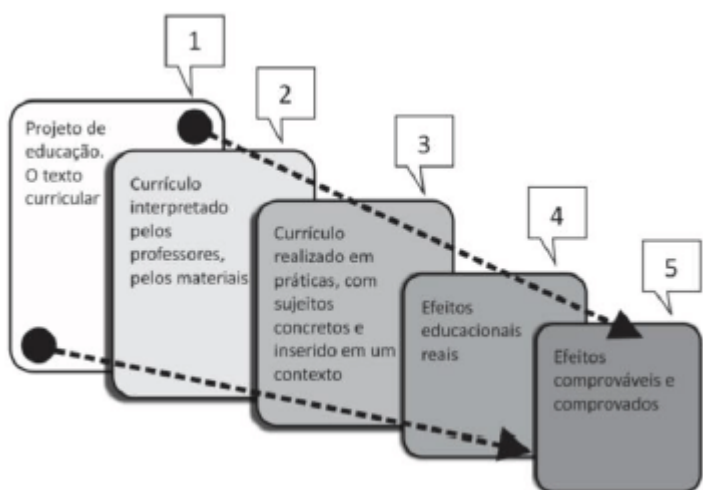 1
Projeto de
educação.
O texto
curricular
2
Currículo
interpretado
pelos
professores,
pelos materiais
3
Currículo
realizado em
práticas, com
sujeitos
concretos e
inserido em um
contexto
4
Efeitos
educacionais
reais
5
Efeitos
comprováveis e
comprovados